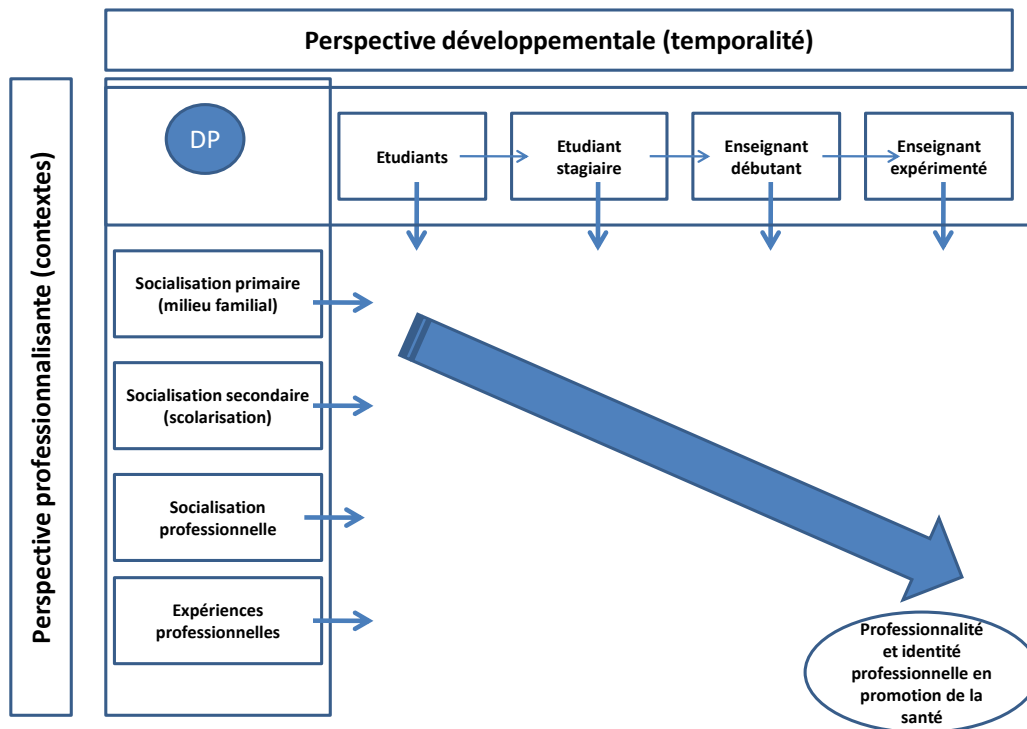 Perspective développementale (temporalité)
Perspective professionnalisante (contextes)
DP
Etudiants
Etudiant
stagiaire
Enseignant
débutant
Enseignant
expérimenté
Socialisation primaire
(milieu familial)
Socialisation secondaire
(scolarisation)
Socialisation
professionnelle
Expériences
professionnelles
Professionnalité
et identité
professionnelle en
promotion de la
santé